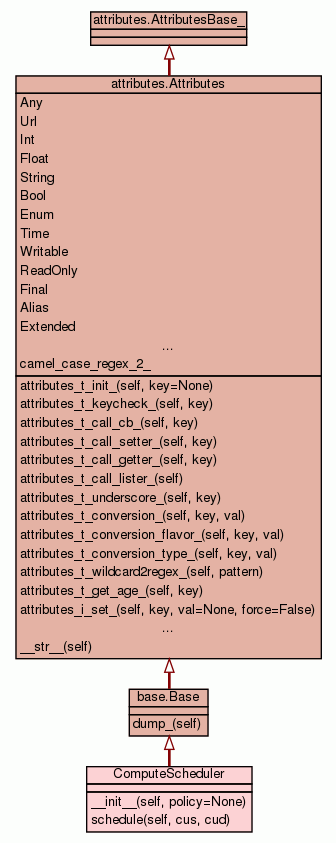 attributes.AttributesBase_
attributes.Attributes
Any
Url
Int
Float
String
Bool
Enum
Time
Writable
ReadOnly
Final
Alias
Extended
...
camel_case_regex_2_
attributes_t_init_(self, key=None)
attributes_t_keycheck_(self, key)
attributes_t_call_cb_(self, key)
attributes_t_call_setter_(self, key)
attributes_t_call_getter_(self, key)
attributes_t_call_lister_(self)
attributes_t_underscore_(self, key)
attributes_t_conversion_(self, key, val)
attributes_t_conversion_flavor_(self, key, val)
attributes_t_conversion_type_(self, key, val)
attributes_t_wildcard2regex_(self, pattern)
attributes_t_get_age_(self, key)
attributes_i_set_(self, key, val=None, force=False)
...
__str__(self)
base.Base
dump_(self)
ComputeScheduler
__init__(self, policy=None)
schedule(self, cus, cud)